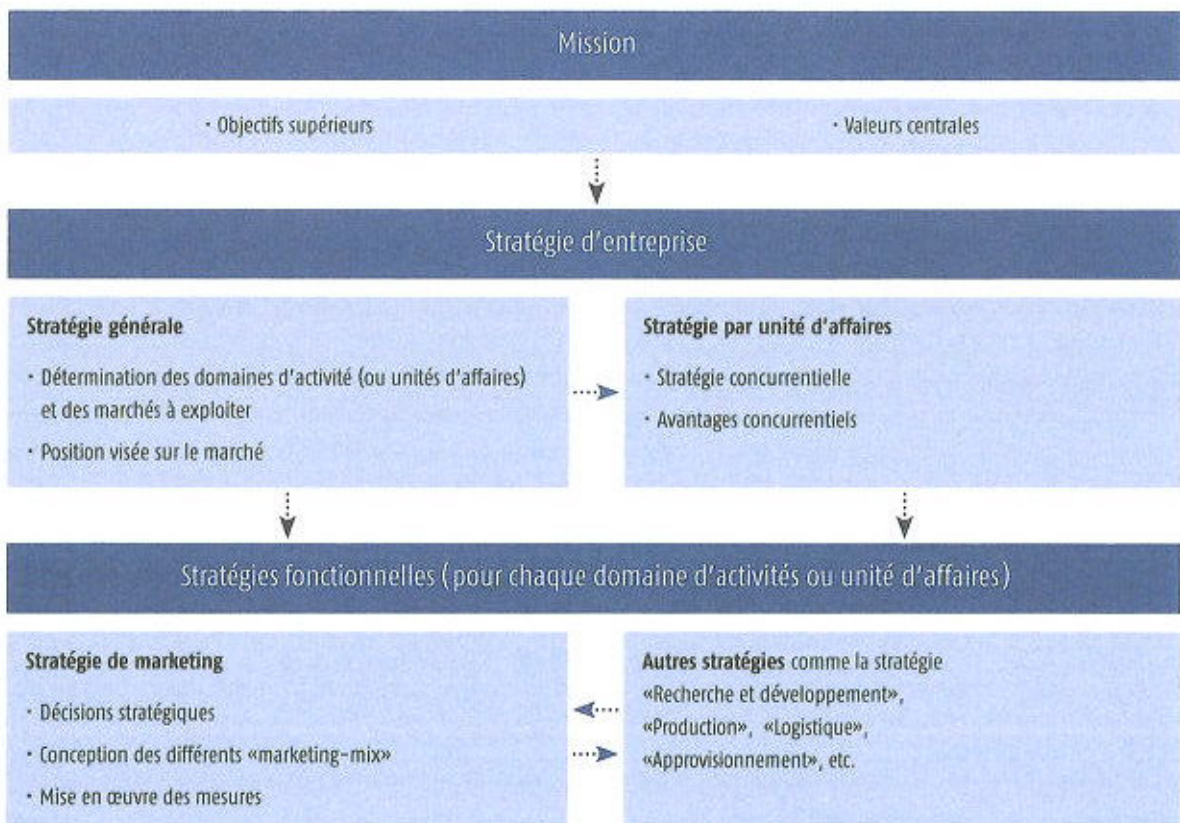 Mission
· Objectifs supérieurs
· Valeurs centrales
Stratégie d'entreprise
Stratégie générale
· Détermination des domaines d'activité (ou unités d'affaires)
et des marchés à exploiter
· Position visée sur le marché
Stratégie par unité d'affaires
· Stratégie concurrentielle
· Avantages concurrentiels
Stratégies fonctionnelles (pour chaque domaine d'activités ou unité d'affaires)
Stratégie de marketing
· Décisions stratégiques
· Conception des différents «marketing-mix»
· Mise en œuvre des mesures
Autres stratégies comme la stratégie
«Recherche et développement»,
«Production», «Logistique»,
«Approvisionnement», etc.